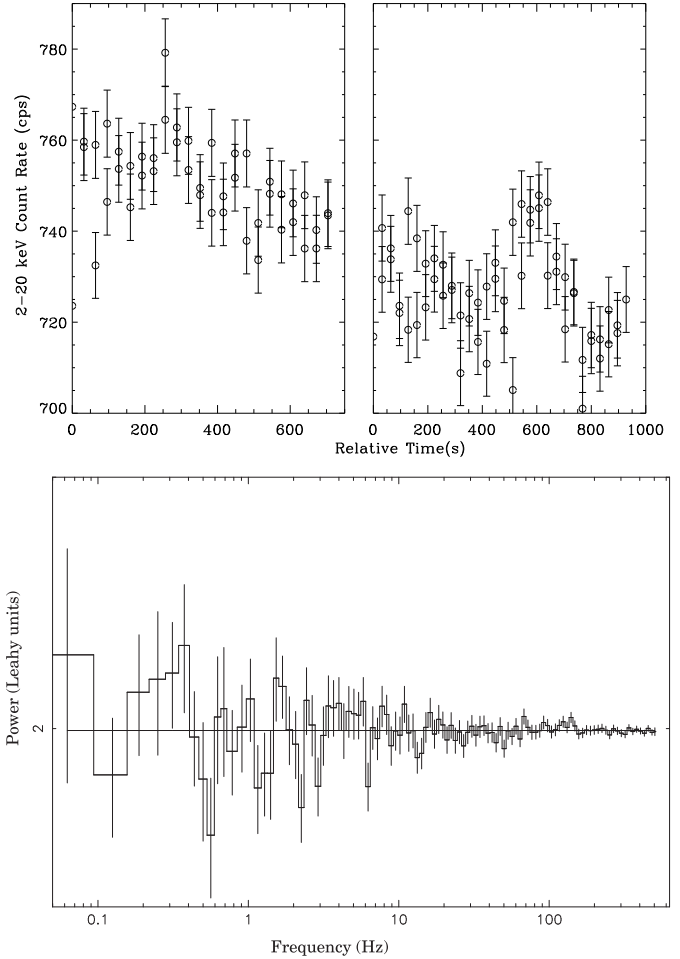 780
760
740
720
700
2-20 keV Count Rate (cps)
0 200 400 600
0 200 400 600 800 1000
Relative Time(s)
Power (Leahy units)
2
0.1 1 10 100
Frequency (Hz)